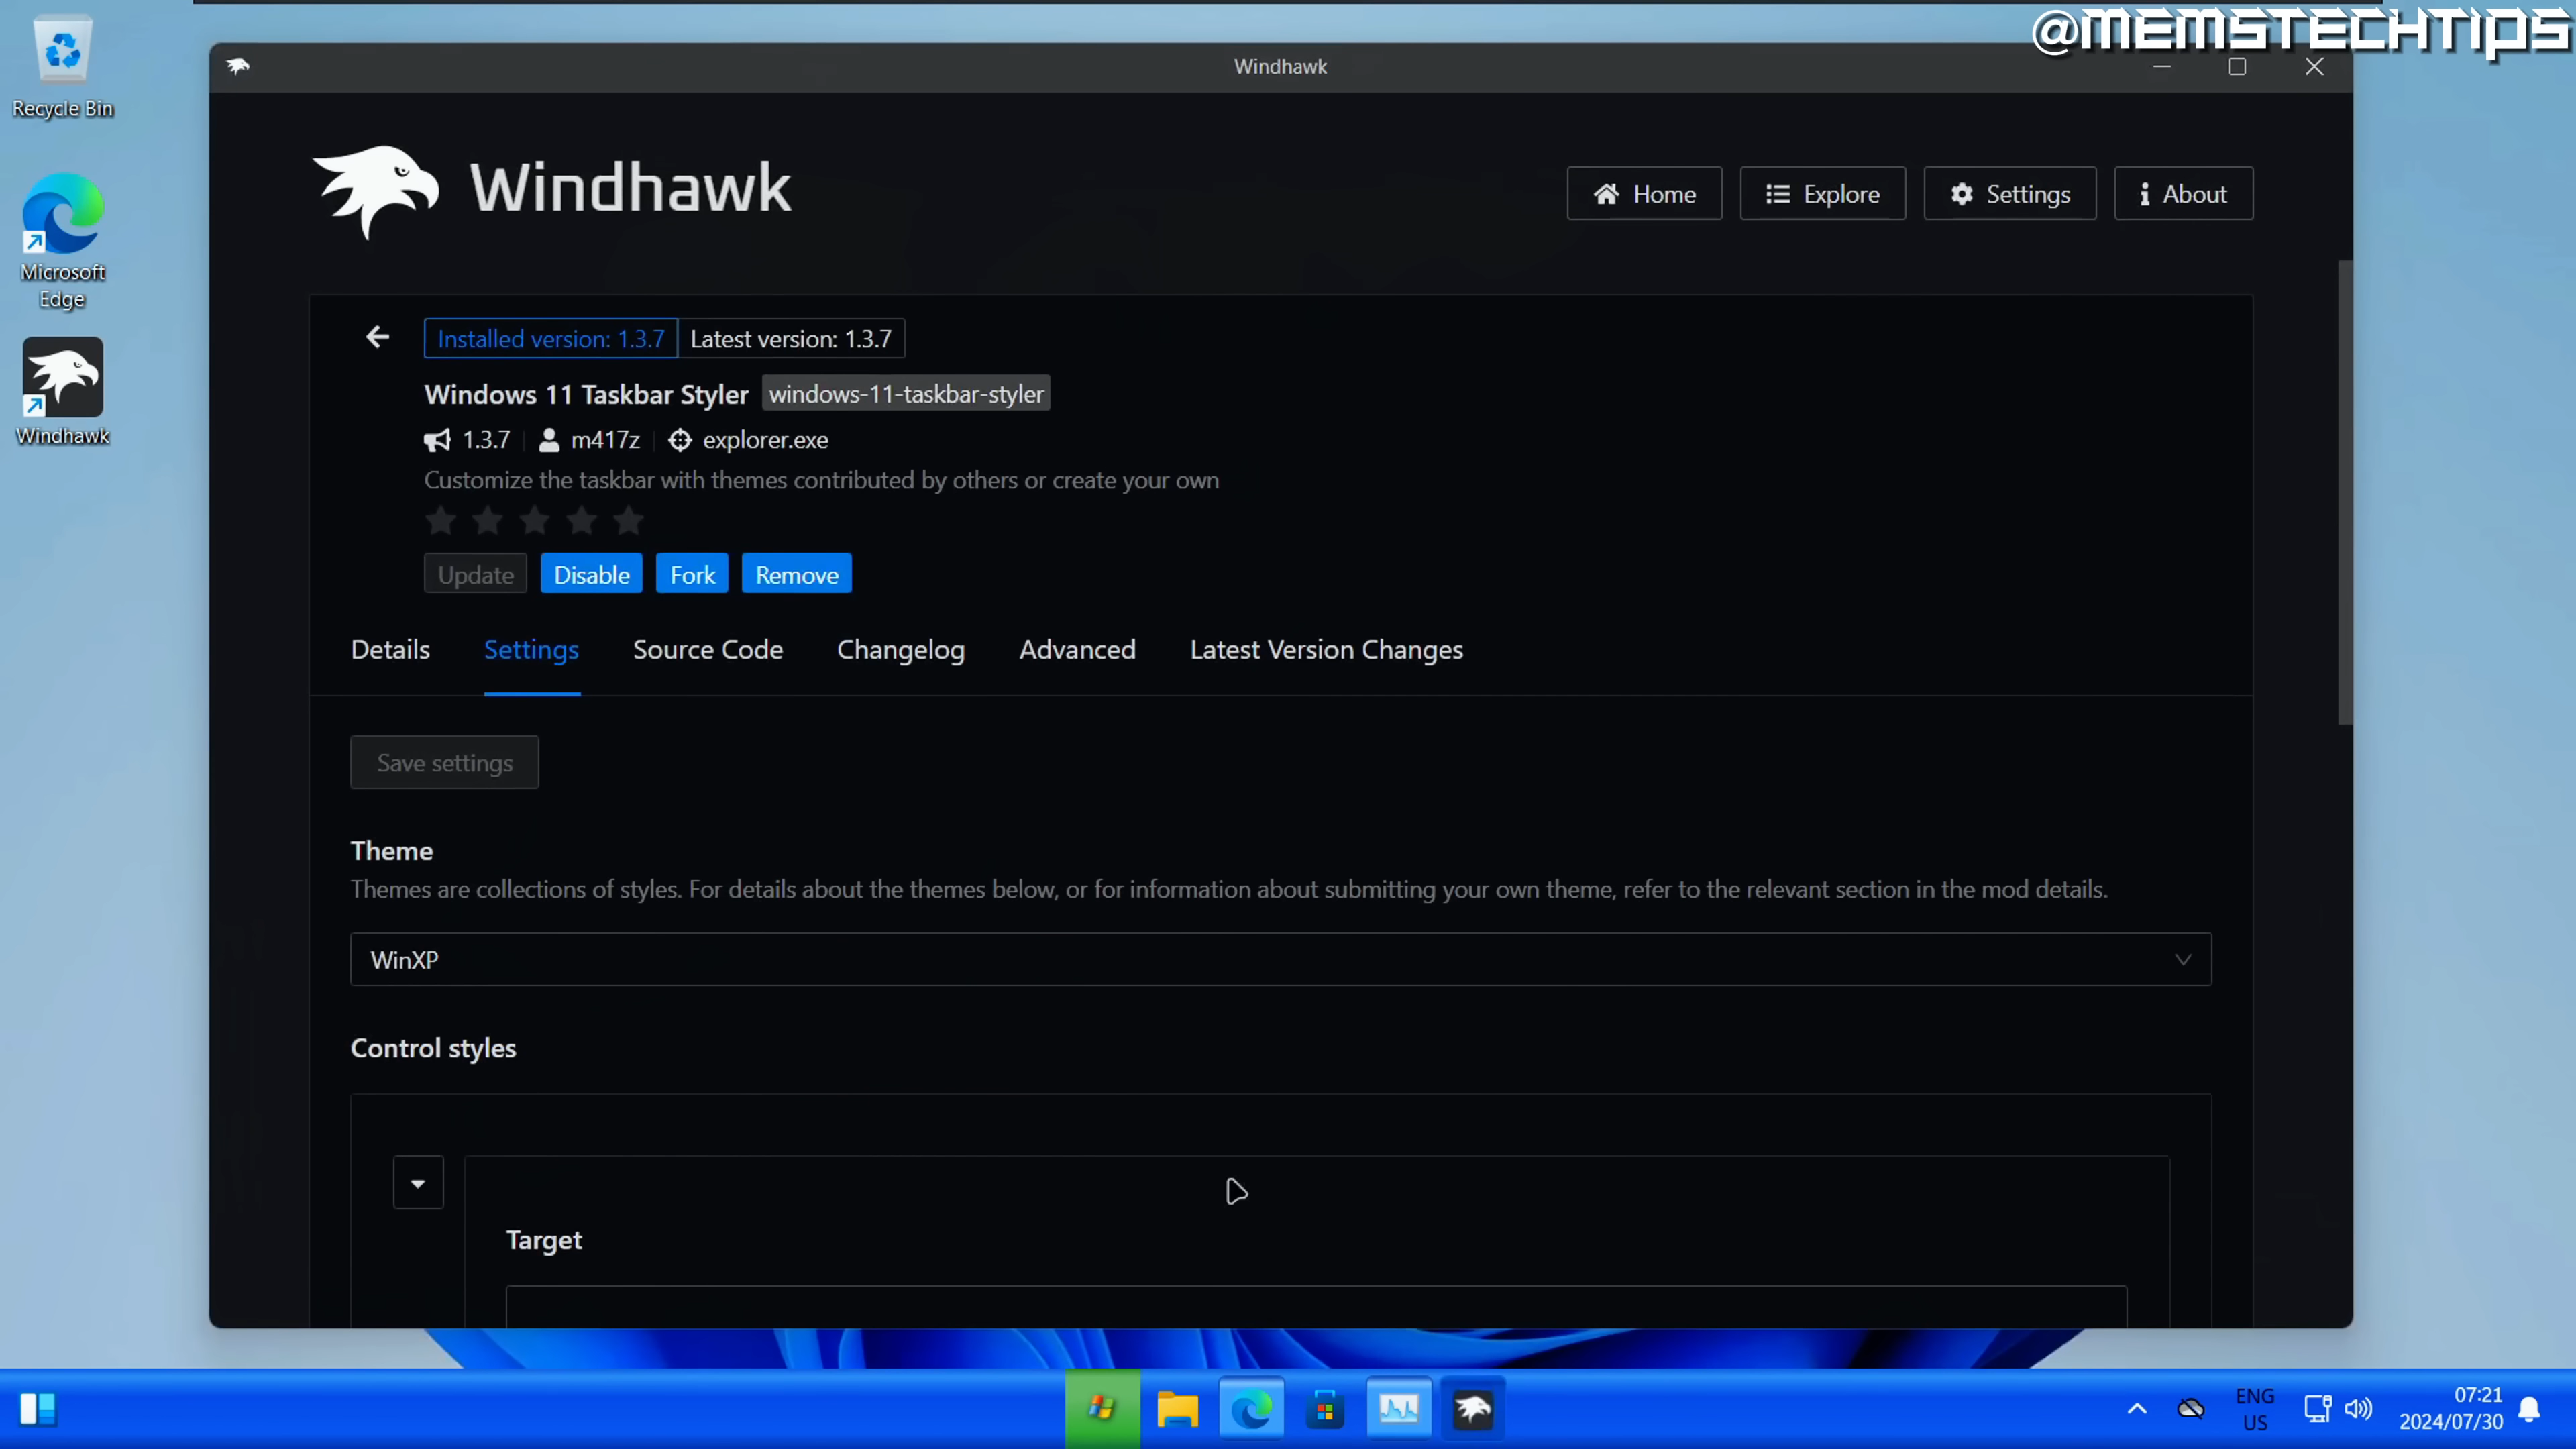 @MEMSTECHTIPS
Recycle Bin
Microsoft
Edge
Windhawk
Windhawk
Windhawk
Home
Explore
Settings
About
Installed version: 1.3.7
Latest version: 1.3.7
Windows 11 Taskbar Styler
windows-11-taskbar-styler
1.3.7
m417z
explorer.exe
Customize the taskbar with themes contributed by others or create your own
Update
Disable
Fork
Remove
Details
Settings
Source Code
Changelog
Advanced
Latest Version Changes
Save settings
Theme
Themes are collections of styles. For details about the themes below, or for information about submitting your own theme, refer to the relevant section in the mod details.
WinXP
Control styles
Target
ENG
US
07:21
2024/07/30